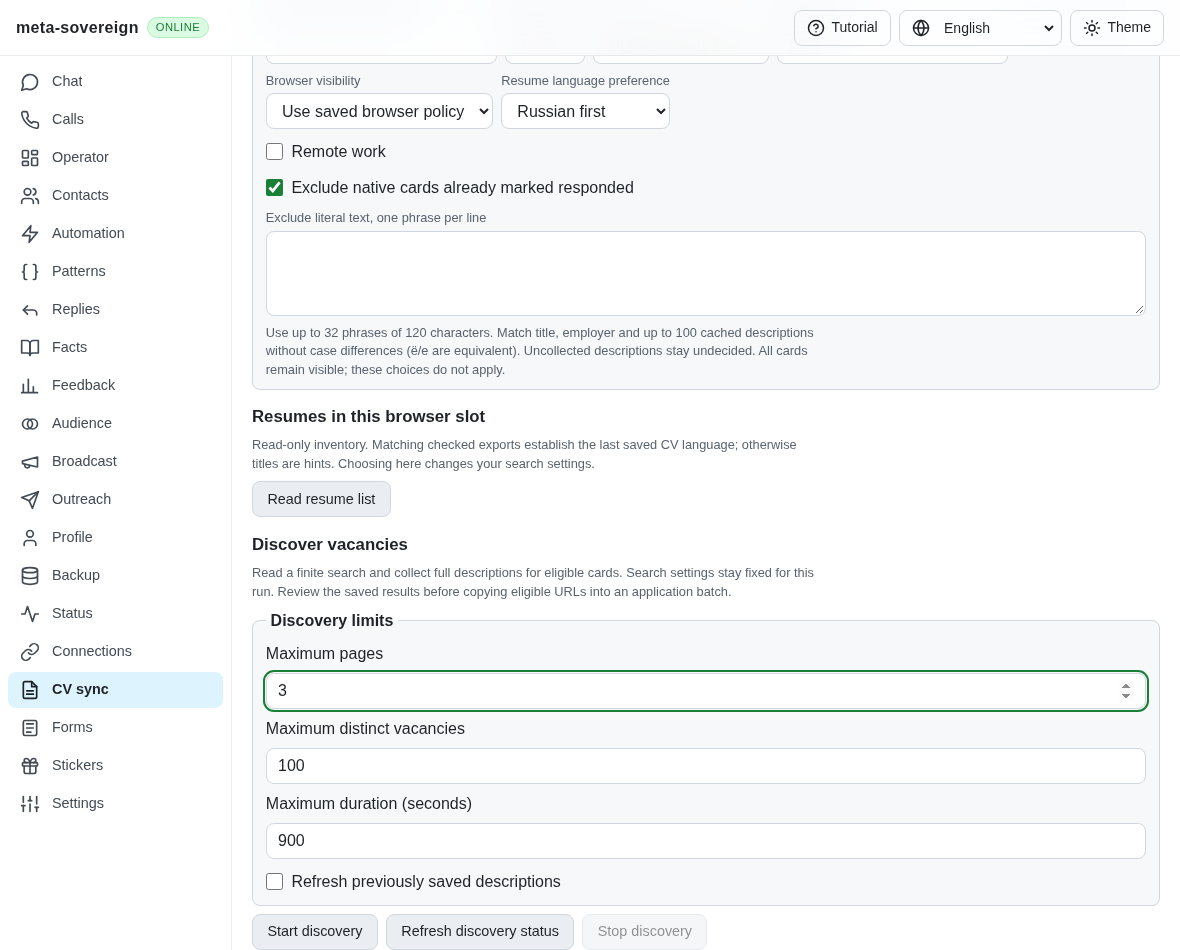 meta-sovereign ONLINE Tutorial English Theme
Chat
Calls
Operator
Contacts
Automation
Patterns
Replies
Facts
Feedback
Audience
Broadcast
Outreach
Profile
Backup
Status
Connections
CV sync
Forms
Stickers
Settings
Browser visibility Resume language preference
Use saved browser policy Russian first
Remote work
Exclude native cards already marked responded
Exclude literal text, one phrase per line
Use up to 32 phrases of 120 characters. Match title, employer and up to 100 cached descriptions
without case differences (ë/e are equivalent). Uncollected descriptions stay undecided. All cards
remain visible; these choices do not apply.
Resumes in this browser slot
Read-only inventory. Matching checked exports establish the last saved CV language; otherwise
titles are hints. Choosing here changes your search settings.
Read resume list
Discover vacancies
Read a finite search and collect full descriptions for eligible cards. Search settings stay fixed for this
run. Review the saved results before copying eligible URLs into an application batch.
Discovery limits
Maximum pages
3
Maximum distinct vacancies
100
Maximum duration (seconds)
900
Refresh previously saved descriptions
Start discovery Refresh discovery status Stop discovery